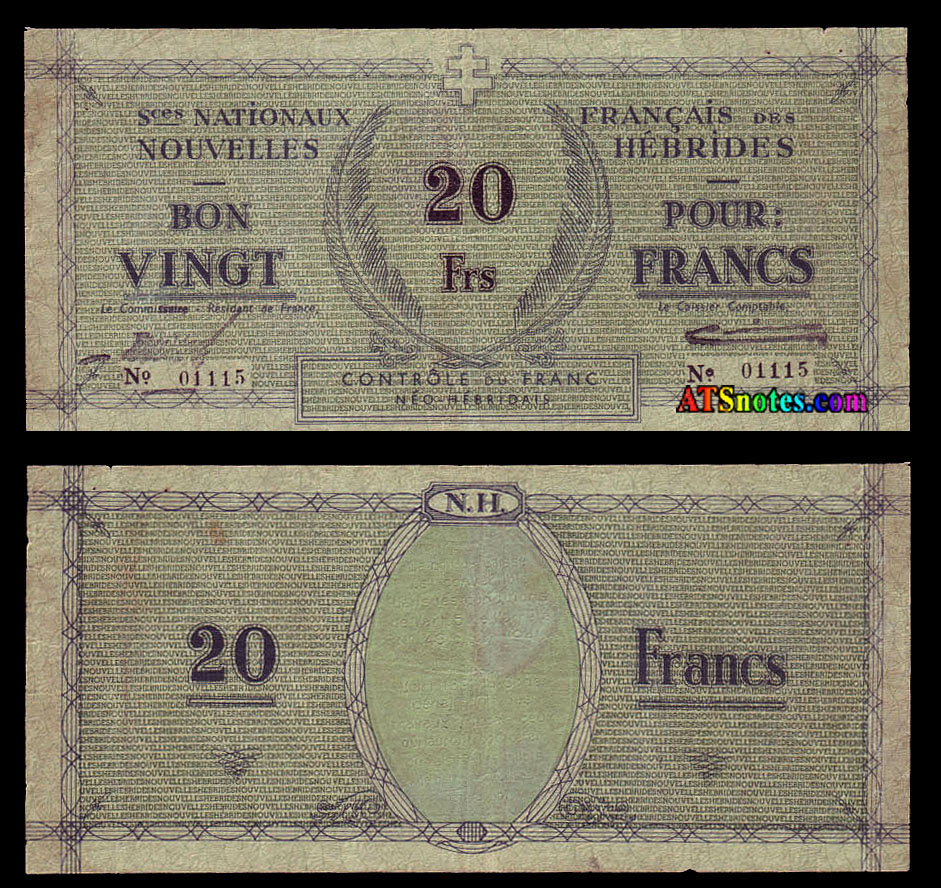 Sces NATIONAUX FRANÇAIS DES
NOUVELLES HÉBRIDES
20
BON POUR:
VINGT FRANCS
Frs
Le Commissaire - Résident de France, Le Caissier Comptable,
Nº 01115 Nº 01115
CONTRÔLE DU FRANC
NÉO-HÉBRIDAIS
ATSnotes.com
N.H.
20 Francs